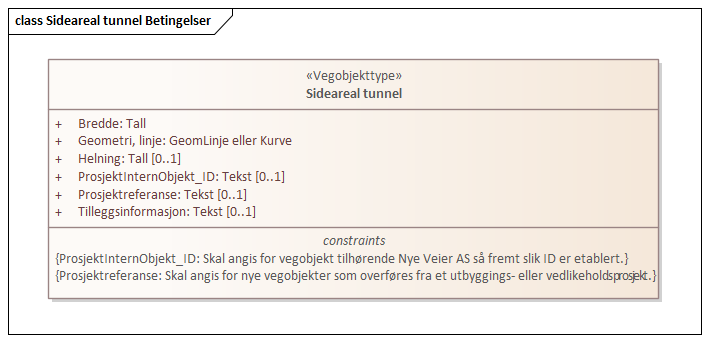 class Sideareal tunnel Betingelser
«Vegobjekttype»
Sideareal tunnel
+ Bredde: Tall
+ Geometri, linje: GeomLinje eller Kurve
+ Helning: Tall [0..1]
+ ProsjektInternObjekt_ID: Tekst [0..1]
+ Prosjektreferanse: Tekst [0..1]
+ Tilleggsinformasjon: Tekst [0..1]
constraints
{ProsjektInternObjekt_ID: Skal angis for vegobjekt tilhørende Nye Veier AS så fremt slik ID er etablert.}
{Prosjektreferanse: Skal angis for nye vegobjekter som overføres fra et utbyggings- eller vedlikeholdsprosjekt.}